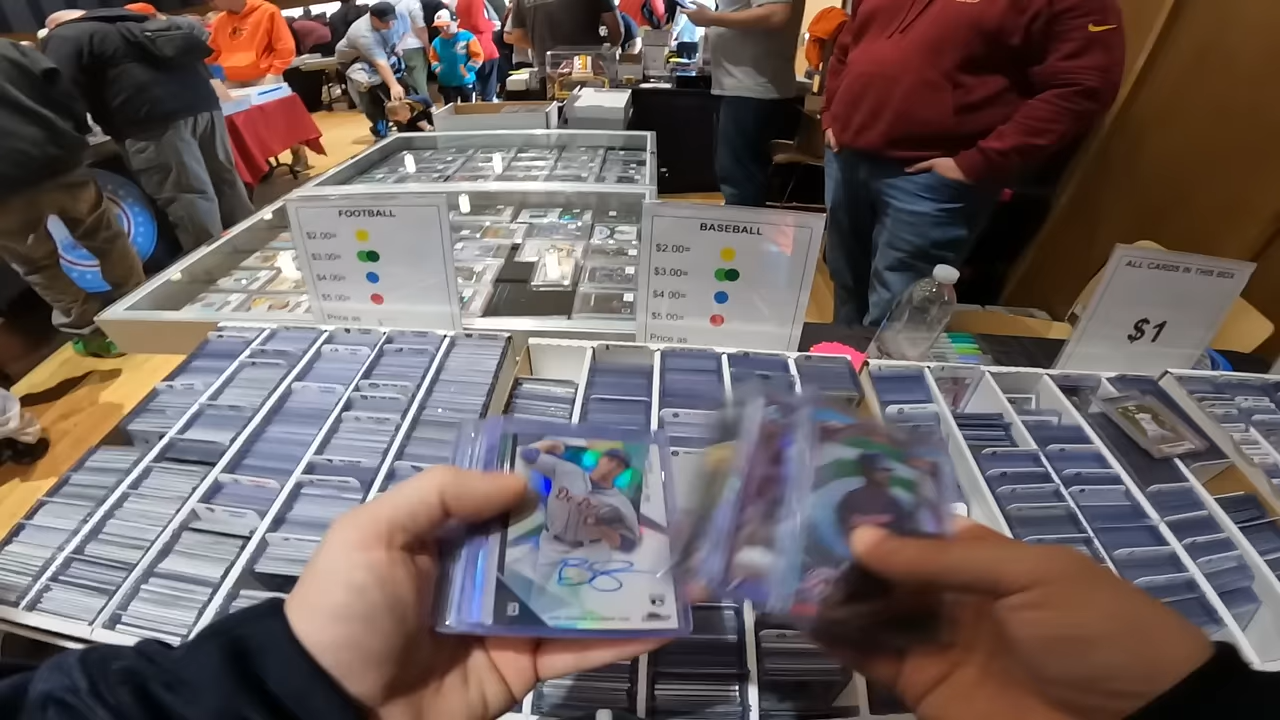 FOOTBALL
$2.00=
$3.00=
$4.00=
$5.00=
Price as
BASEBALL
$2.00=
$3.00=
$4.00=
$5.00=
Price as
ALL CARDS IN THIS BOX
$1